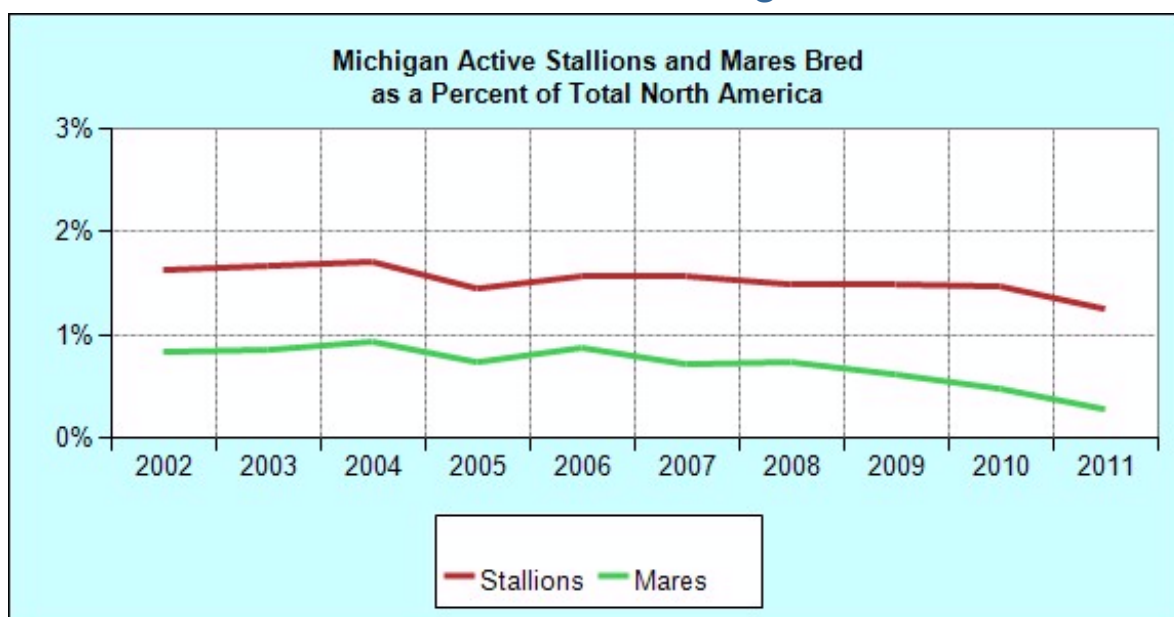 Michigan Active Stallions and Mares Bred
as a Percent of Total North America
3%
2%
1%
0%
2002 2003 2004 2005 2006 2007 2008 2009 2010 2011
Stallions Mares